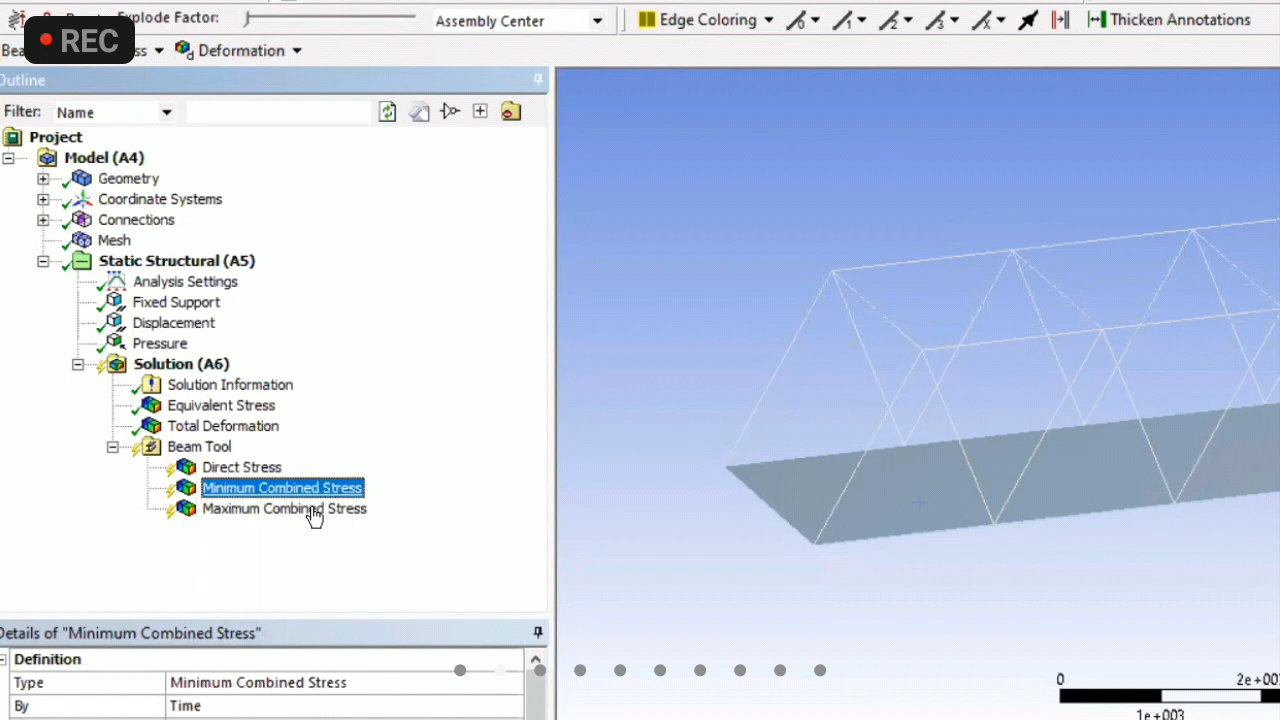 Explode Factor: Assembly Center Edge Coloring Thicken Annotations
REC Deformation
Outline
Filter: Name
Project
Model (A4)
Geometry
Coordinate Systems
Connections
Mesh
Static Structural (A5)
Analysis Settings
Fixed Support
Displacement
Pressure
Solution (A6)
Solution Information
Equivalent Stress
Total Deformation
Beam Tool
Direct Stress
Minimum Combined Stress
Maximum Combined Stress
Details of "Minimum Combined Stress"
Definition
Type Minimum Combined Stress
By Time
0
1e+003